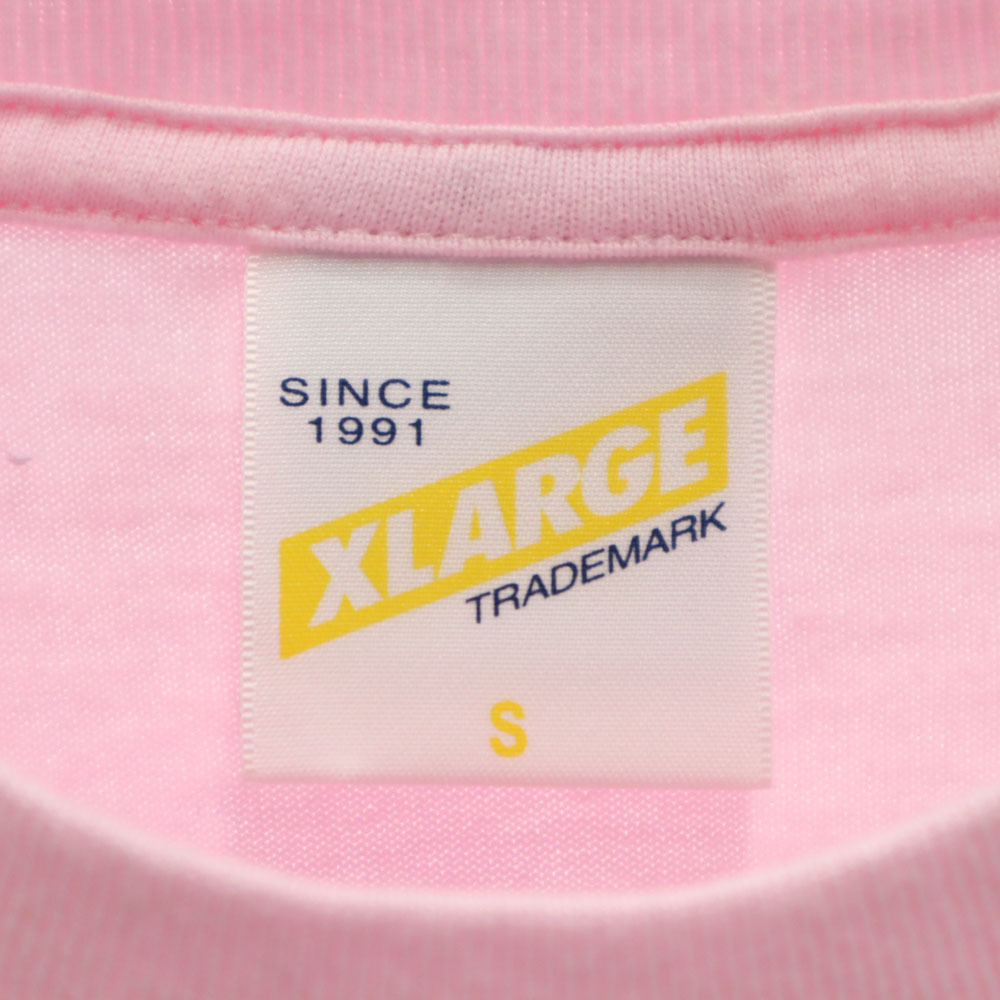 SINCE
1991
XLARGE
TRADEMARK
S